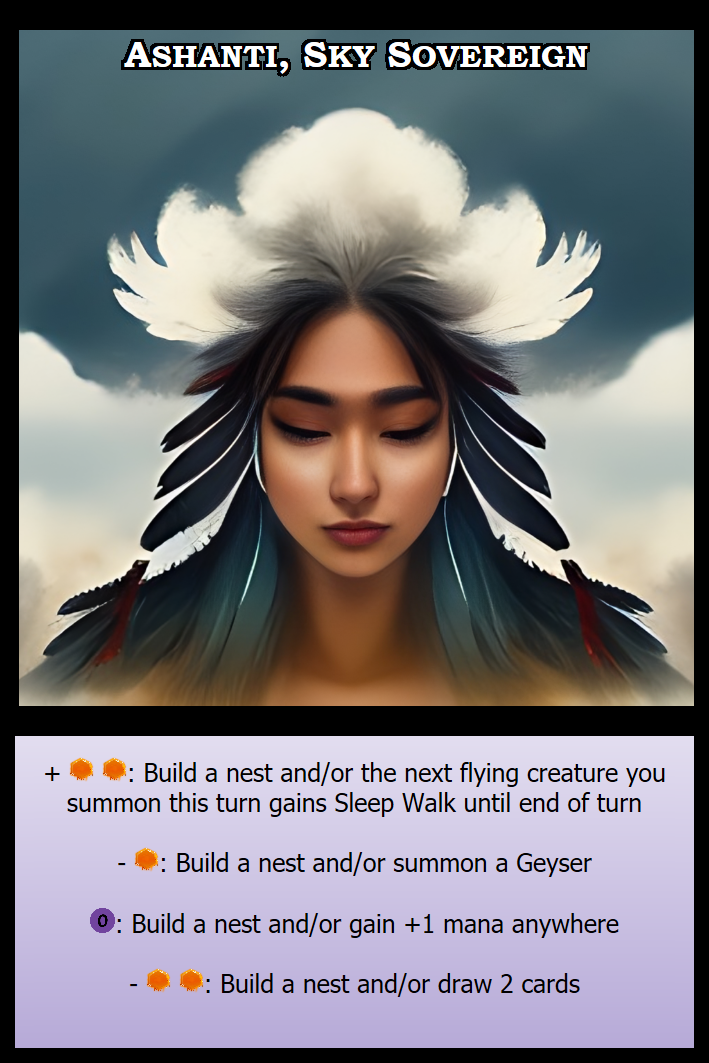 Ashanti, Sky Sovereign
+ : Build a nest and/or the next flying creature you
summon this turn gains Sleep Walk until end of turn
- : Build a nest and/or summon a Geyser
0: Build a nest and/or gain +1 mana anywhere
- : Build a nest and/or draw 2 cards